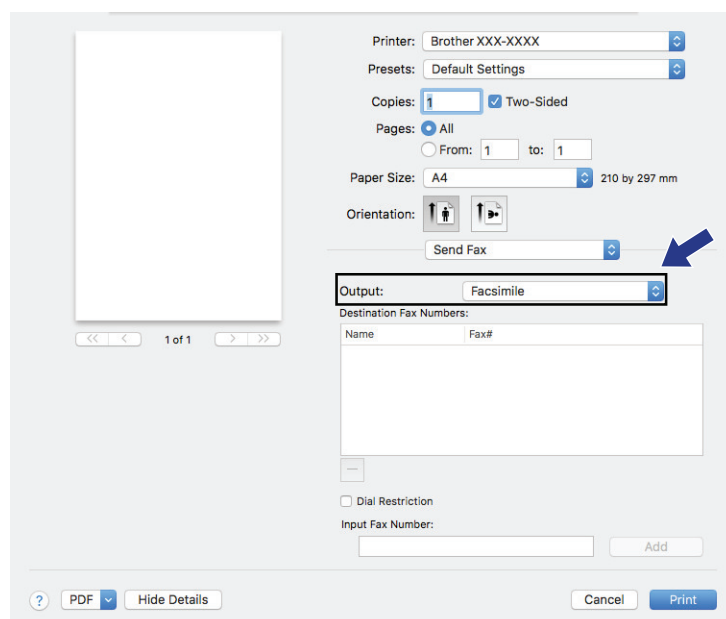 Printer: Brother XXX-XXXX
Presets: Default Settings
Copies: 1 Two-Sided
Pages: All
From: 1 to: 1
Paper Size: A4 210 by 297 mm
Orientation:
Send Fax
Output: Facsimile
Destination Fax Numbers:
Name Fax#
<< < 1 of 1 > >>
Dial Restriction
Input Fax Number:
Add
? PDF Hide Details Cancel Print